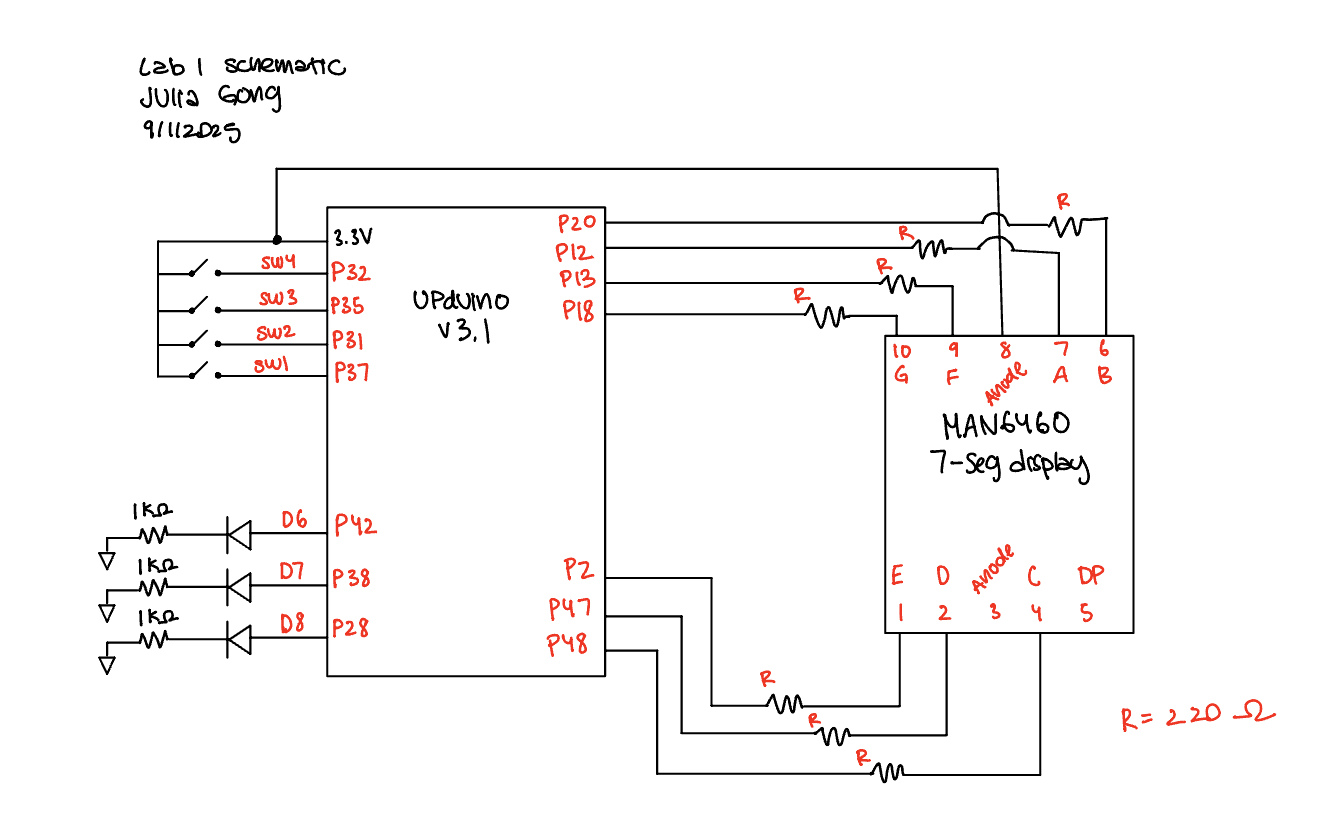 Lab 1 schematic
Julia Gong
9/1/2025
R
P20
R
3.3V
P12
SW4
P32
R
P13
UPduino
v3.1
SW3
P35
R
P18
SW2
P31
SW1
P37
10 9 8 7 6
G F Anode A B
MAN6460
7-seg display
1KΩ
D6
P42
1KΩ
D7
P38
P2
E D Anode C DP
1KΩ
D8
P28
P47
1 2 3 4 5
P48
R
R
R
R = 220 Ω